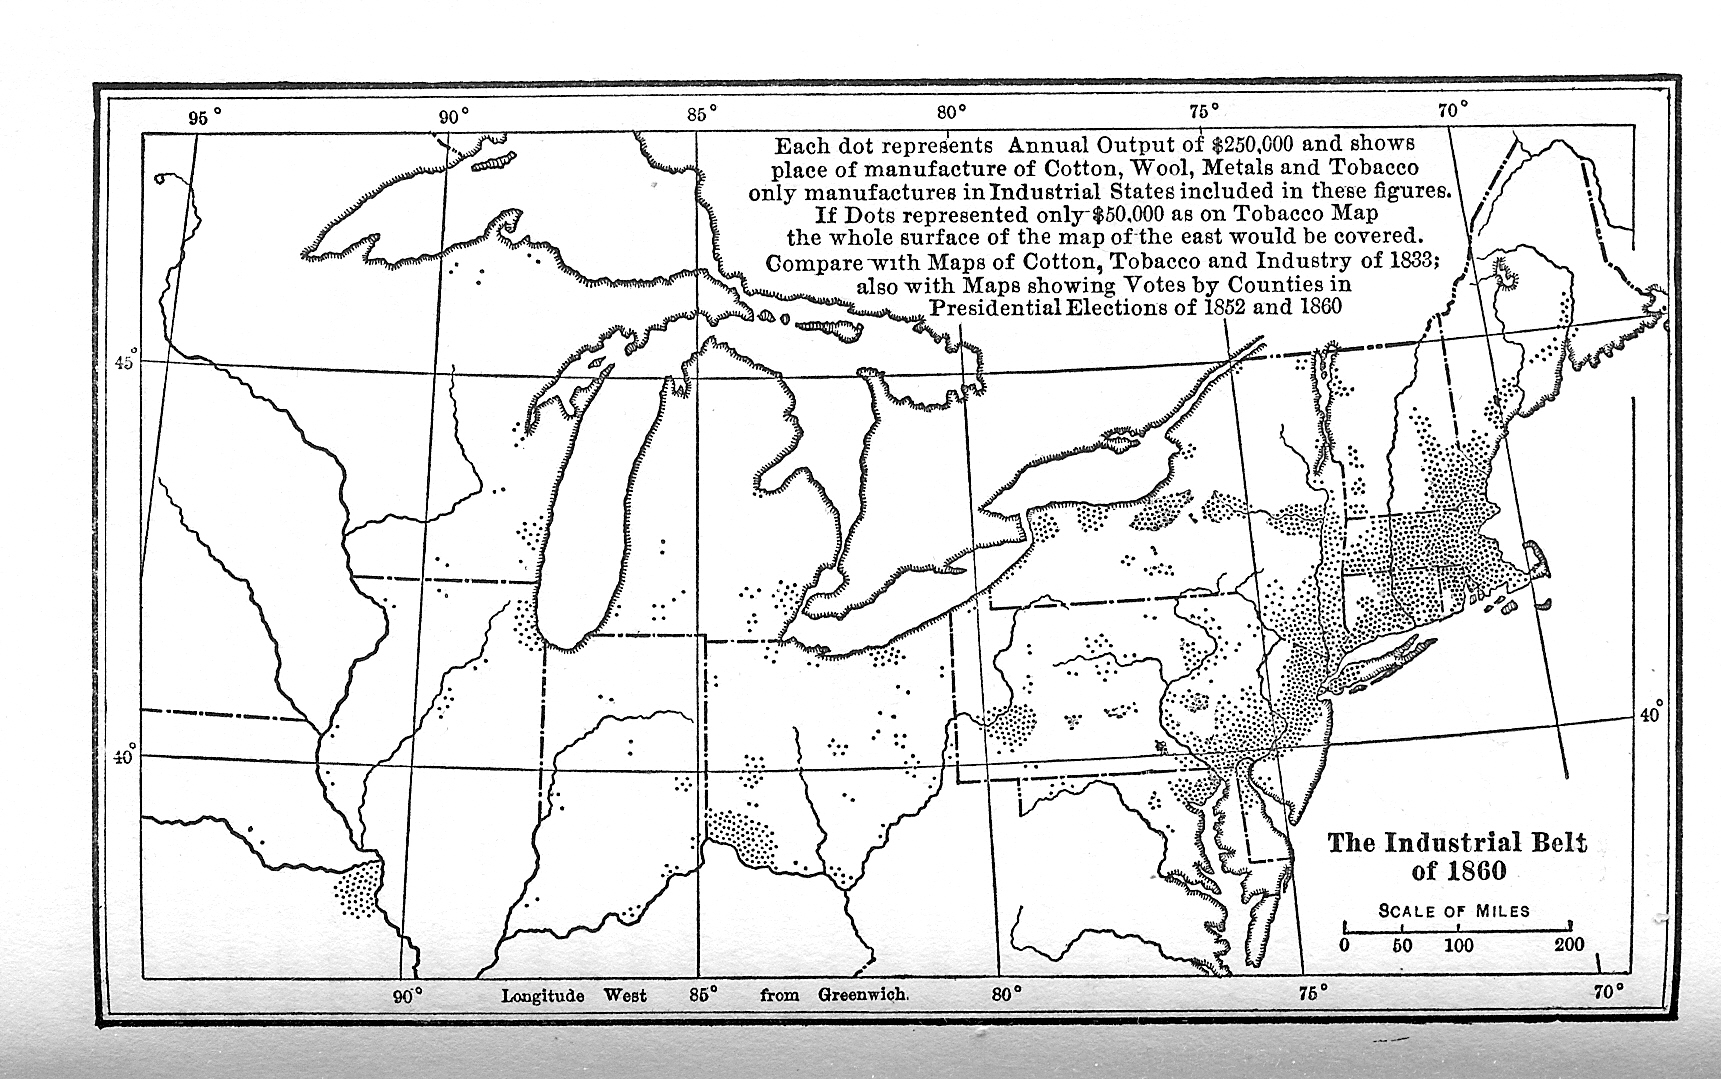 95° 90° 85° 80° 75° 70°
Each dot represents Annual Output of $250,000 and shows
place of manufacture of Cotton, Wool, Metals and Tobacco
only manufactures in Industrial States included in these figures.
If Dots represented only $50,000 as on Tobacco Map
the whole surface of the map of the east would be covered.
Compare with Maps of Cotton, Tobacco and Industry of 1833;
also with Maps showing Votes by Counties in
Presidential Elections of 1852 and 1860
45°
40°
40°
The Industrial Belt
of 1860
SCALE OF MILES
0 50 100 200
90° Longitude West 85° from Greenwich. 80° 75° 70°